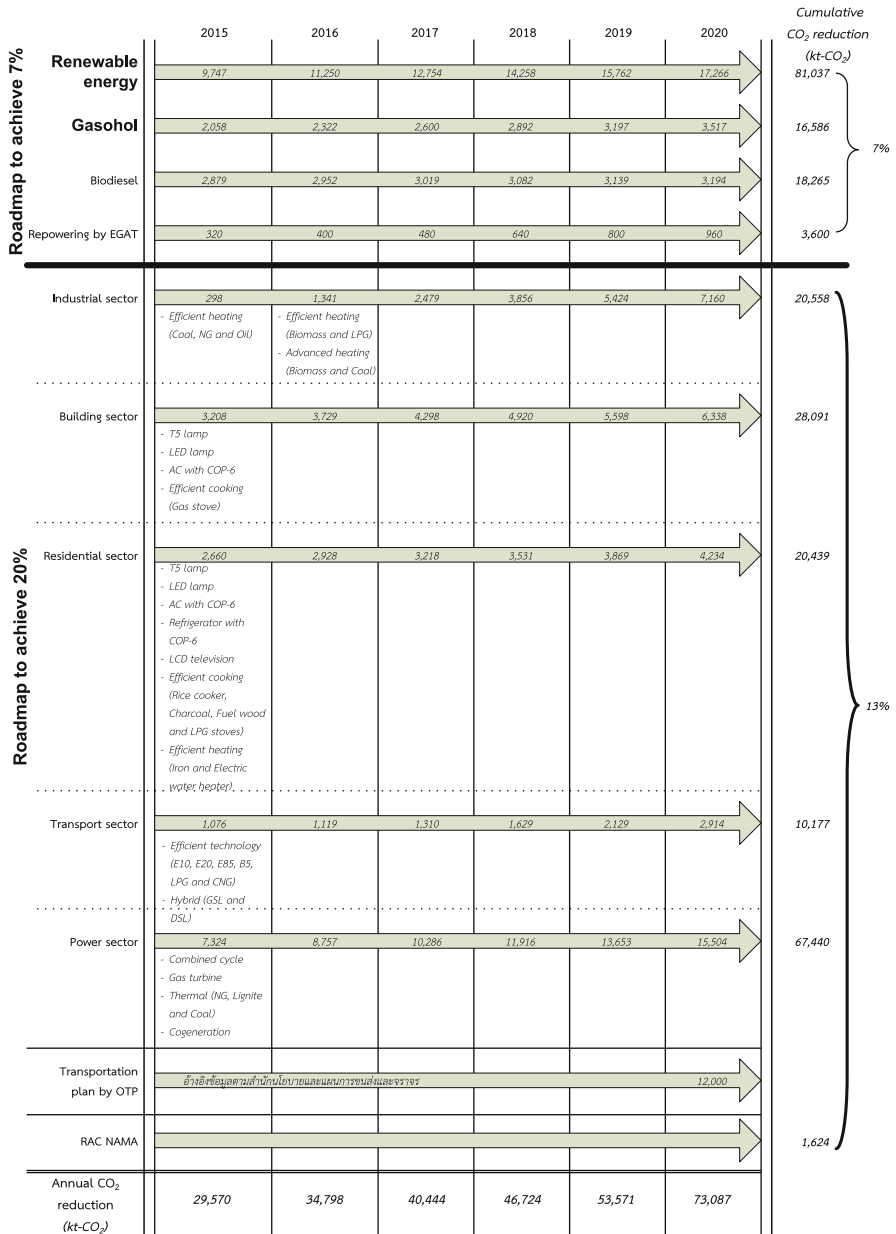 Cumulative
CO₂ reduction
(kt-CO₂)
2015 2016 2017 2018 2019 2020
Roadmap to achieve 7%
Renewable
energy
9,747 11,250 12,754 14,258 15,762 17,266 81,037
Gasohol
2,058 2,322 2,600 2,892 3,197 3,517 16,586
7%
Biodiesel
2,879 2,952 3,019 3,082 3,139 3,194 18,265
Repowering by EGAT
320 400 480 640 800 960 3,600
Roadmap to achieve 20%
Industrial sector
298 1,341 2,479 3,856 5,424 7,160 20,558
- Efficient heating
(Coal, NG and Oil)
- Efficient heating
(Biomass and LPG)
- Advanced heating
(Biomass and Coal)
Building sector
3,208 3,729 4,298 4,920 5,598 6,338 28,091
- T5 lamp
- LED lamp
- AC with COP-6
- Efficient cooking
(Gas stove)
Residential sector
2,660 2,928 3,218 3,531 3,869 4,234 20,439
- T5 lamp
- LED lamp
- AC with COP-6
- Refrigerator with
COP-6
- LCD television
- Efficient cooking
(Rice cooker,
Charcoal, Fuel wood
and LPG stoves)
- Efficient heating
(Iron and Electric
water heater)
13%
Transport sector
1,076 1,119 1,310 1,629 2,129 2,914 10,177
- Efficient technology
(E10, E20, E85, B5,
LPG and CNG)
- Hybrid (GSL and
DSL)
Power sector
7,324 8,757 10,286 11,916 13,653 15,504 67,440
- Combined cycle
- Gas turbine
- Thermal (NG, Lignite
and Coal)
- Cogeneration
Transportation
plan by OTP
อ้างอิงข้อมูลตามสำนักนโยบายและแผนการขนส่งและจราจร 12,000
RAC NAMA
1,624
Annual CO₂
reduction
(kt-CO₂)
29,570 34,798 40,444 46,724 53,571 73,087